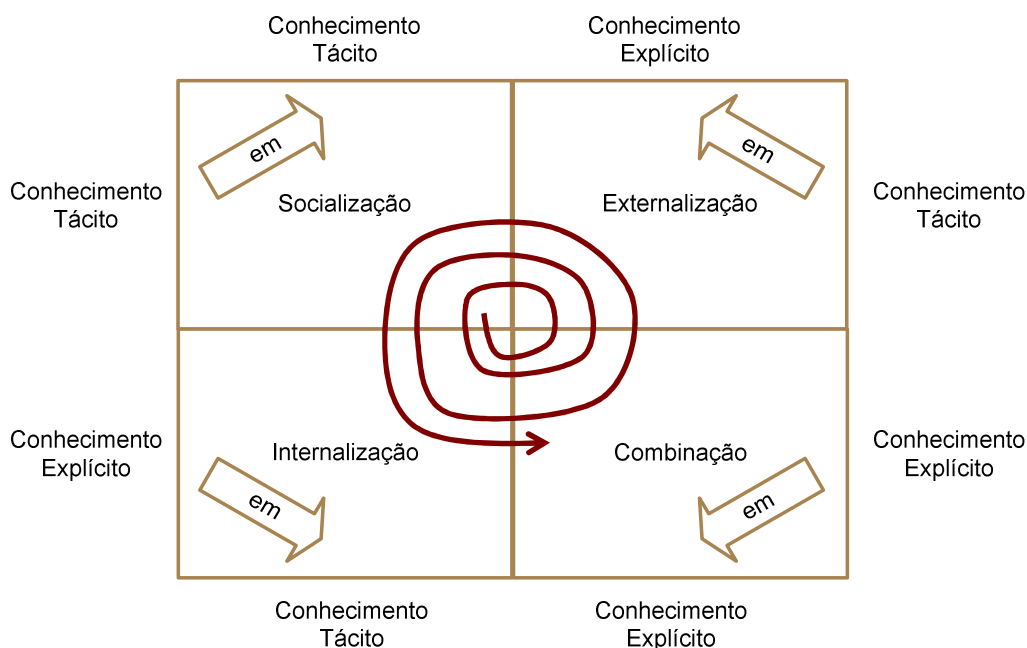 Conhecimento
Tácito
Conhecimento
Explícito
em
em
Conhecimento
Tácito
Socialização
Externalização
Conhecimento
Tácito
Conhecimento
Explícito
Internalização
Combinação
Conhecimento
Explícito
em
em
Conhecimento
Tácito
Conhecimento
Explícito